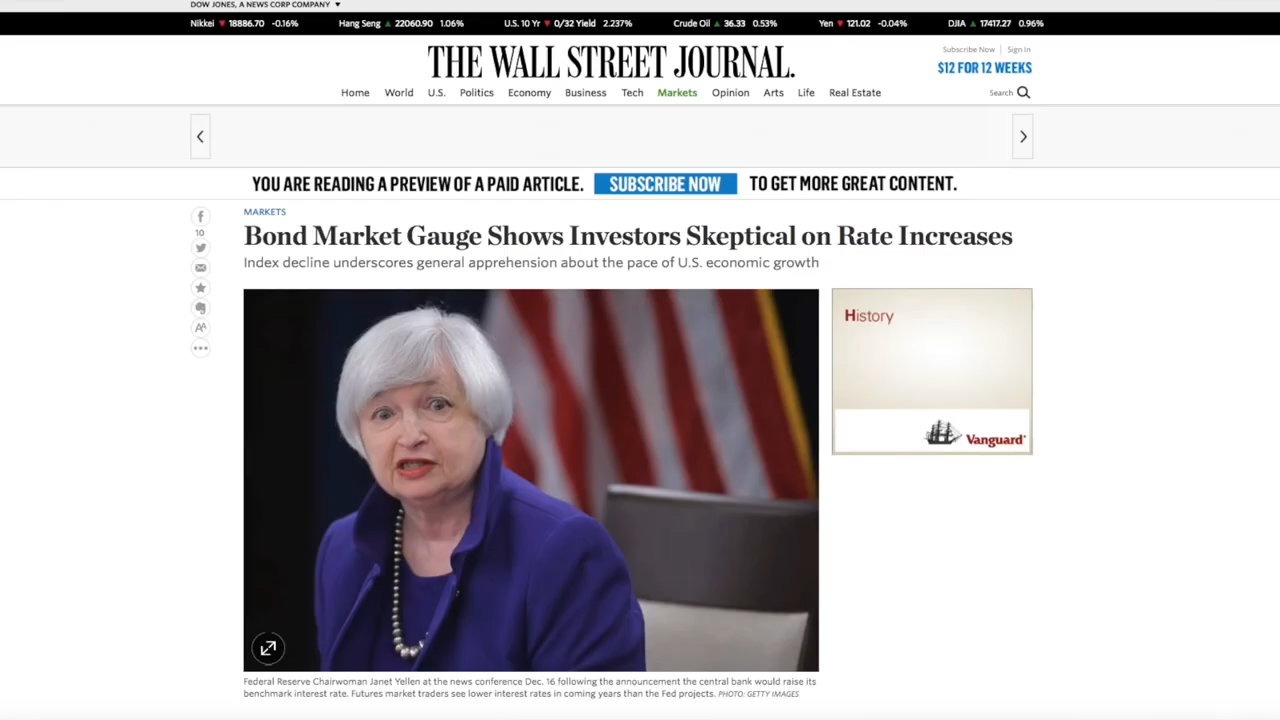 DOW JONES, A NEWS CORP COMPANY ▼
Nikkei ▼ 18886.70 -0.16% Hang Seng ▲ 22060.90 1.06% U.S. 10 Yr ▼ 0/32 Yield 2.237% Crude Oil ▲ 36.33 0.53% Yen ▼ 121.02 -0.04% DJIA ▲ 17417.27 0.96%
THE WALL STREET JOURNAL.
Subscribe Now | Sign In
$12 FOR 12 WEEKS
Home World U.S. Politics Economy Business Tech Markets Opinion Arts Life Real Estate Search
YOU ARE READING A PREVIEW OF A PAID ARTICLE. SUBSCRIBE NOW TO GET MORE GREAT CONTENT.
MARKETS
Bond Market Gauge Shows Investors Skeptical on Rate Increases
Index decline underscores general apprehension about the pace of U.S. economic growth
10
AA
History
Vanguard®
Federal Reserve Chairwoman Janet Yellen at the news conference Dec. 16 following the announcement the central bank would raise its
benchmark interest rate. Futures market traders see lower interest rates in coming years than the Fed projects. PHOTO: GETTY IMAGES